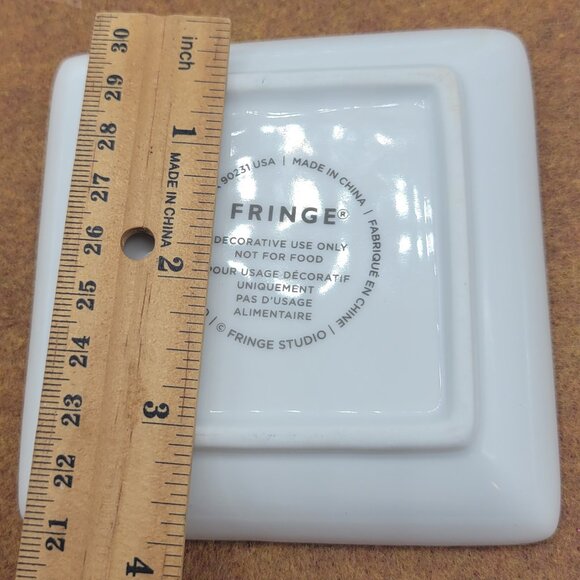 inch
30
29
28
27
26
25
24
23
22
21
1
2
3
4
MADE IN CHINA
90231 USA | MADE IN CHINA | FABRIQUÉ EN CHINE
| © FRINGE STUDIO |
FRINGE®
DECORATIVE USE ONLY
NOT FOR FOOD
POUR USAGE DÉCORATIF
UNIQUEMENT
PAS D'USAGE
ALIMENTAIRE